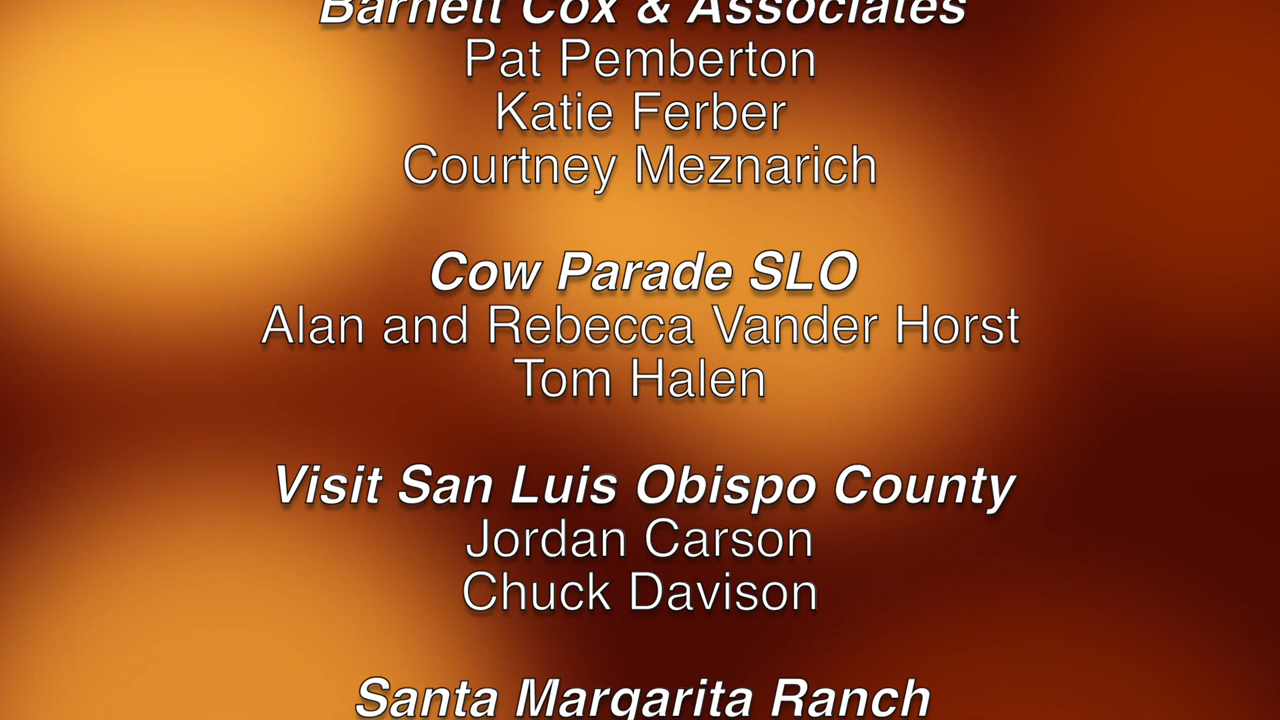 Barnett Cox & Associates
Pat Pemberton
Katie Ferber
Courtney Meznarich
Cow Parade SLO
Alan and Rebecca Vander Horst
Tom Halen
Visit San Luis Obispo County
Jordan Carson
Chuck Davison
Santa Margarita Ranch